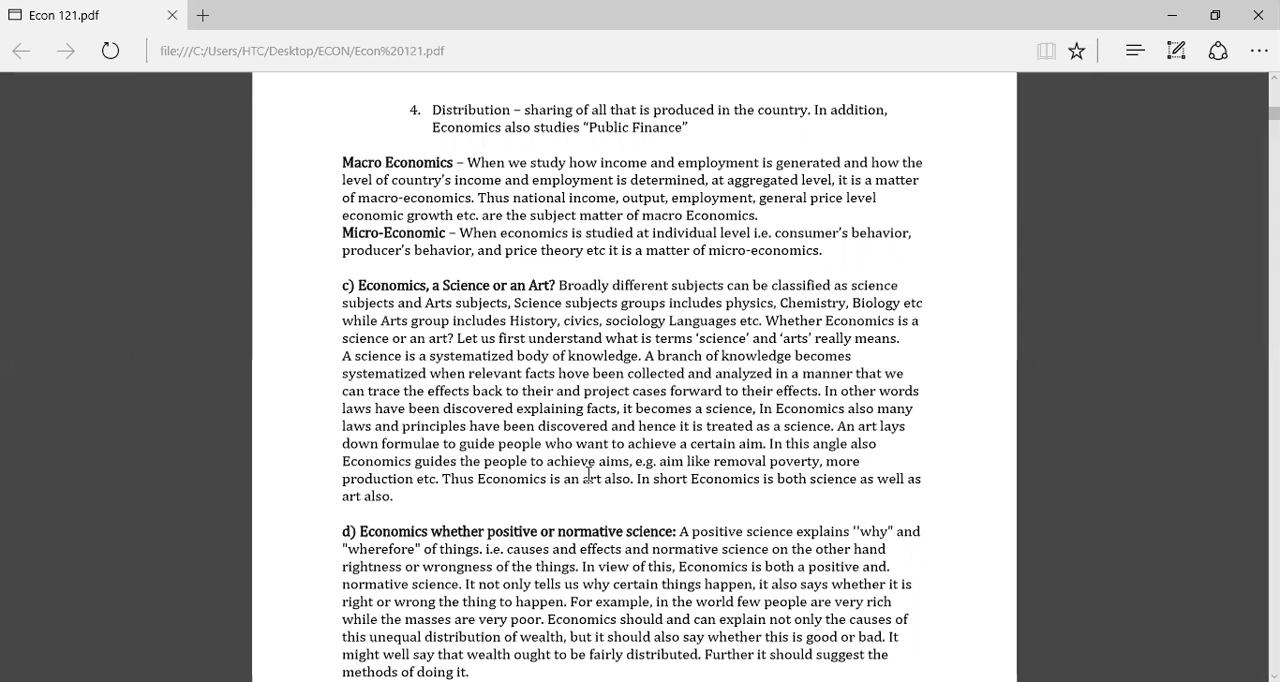 Econ 121.pdf
file:///C:/Users/HTC/Desktop/ECON/Econ%20121.pdf
4. Distribution – sharing of all that is produced in the country. In addition,
Economics also studies “Public Finance”
Macro Economics – When we study how income and employment is generated and how the
level of country’s income and employment is determined, at aggregated level, it is a matter
of macro-economics. Thus national income, output, employment, general price level
economic growth etc. are the subject matter of macro Economics.
Micro-Economic – When economics is studied at individual level i.e. consumer’s behavior,
producer’s behavior, and price theory etc it is a matter of micro-economics.
c) Economics, a Science or an Art? Broadly different subjects can be classified as science
subjects and Arts subjects, Science subjects groups includes physics, Chemistry, Biology etc
while Arts group includes History, civics, sociology Languages etc. Whether Economics is a
science or an art? Let us first understand what is terms ‘science’ and ‘arts’ really means.
A science is a systematized body of knowledge. A branch of knowledge becomes
systematized when relevant facts hove been collected and analyzed in a manner that we
can trace the effects back to their and project cases forward to their effects. In other words
laws have been discovered explaining facts, it becomes a science, In Economics also many
laws and principles have been discovered and hence it is treated as a science. An art lays
down formulae to guide people who want to achieve a certain aim. In this angle also
Economics guides the people to achieve aims, e.g. aim like removal poverty, more
production etc. Thus Economics is an art also. In short Economics is both science as well as
art also.
d) Economics whether positive or normative science: A positive science explains ''why" and
"wherefore" of things. i.e. causes and effects and normative science on the other hand
rightness or wrongness of the things. In view of this, Economics is both a positive and.
normative science. It not only tells us why certain things happen, it also says whether it is
right or wrong the thing to happen. For example, in the world few people are very rich
while the masses are very poor. Economics should and can explain not only the causes of
this unequal distribution of wealth, but it should also say whether this is good or bad. It
might well say that wealth ought to be fairly distributed. Further it should suggest the
methods of doing it.